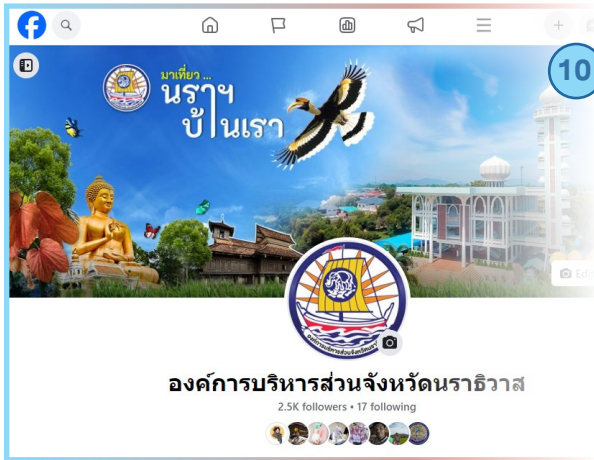 10
มาเที่ยว ...
นราฯ
บ้านเรา
องค์การบริหารส่วนจังหวัดนราธิวาส
2.5K followers • 17 following